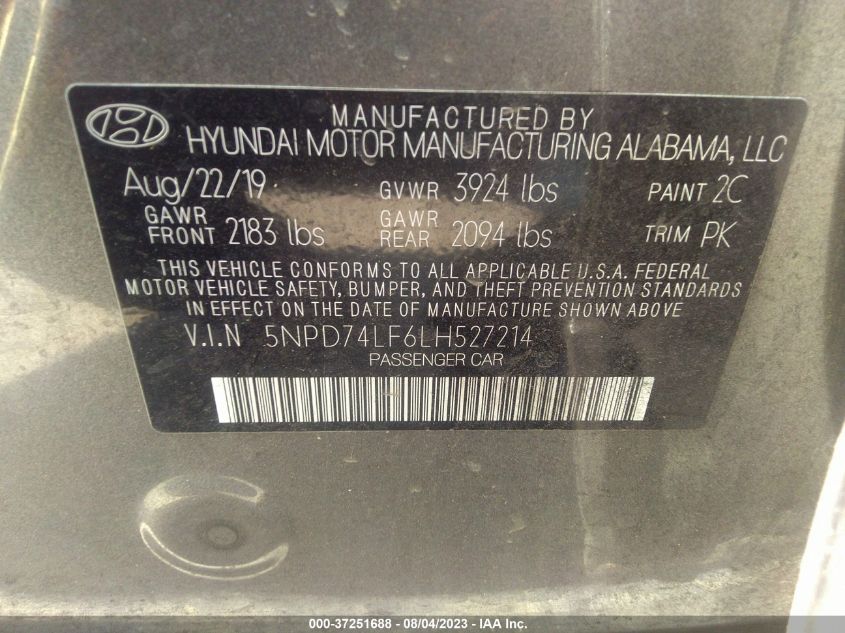 MANUFACTURED BY
HYUNDAI MOTOR MANUFACTURING ALABAMA, LLC
Aug/22/19 GVWR 3924 lbs PAINT 2C
GAWR FRONT 2183 lbs GAWR REAR 2094 lbs TRIM PK
THIS VEHICLE CONFORMS TO ALL APPLICABLE U.S.A. FEDERAL
MOTOR VEHICLE SAFETY, BUMPER, AND THEFT PREVENTION STANDARDS
IN EFFECT ON THE DATE OF MANUFACTURE SHOWN ABOVE
V.I.N 5NPD74LF6LH527214
PASSENGER CAR
000-37251688 - 08/04/2023 - IAA Inc.